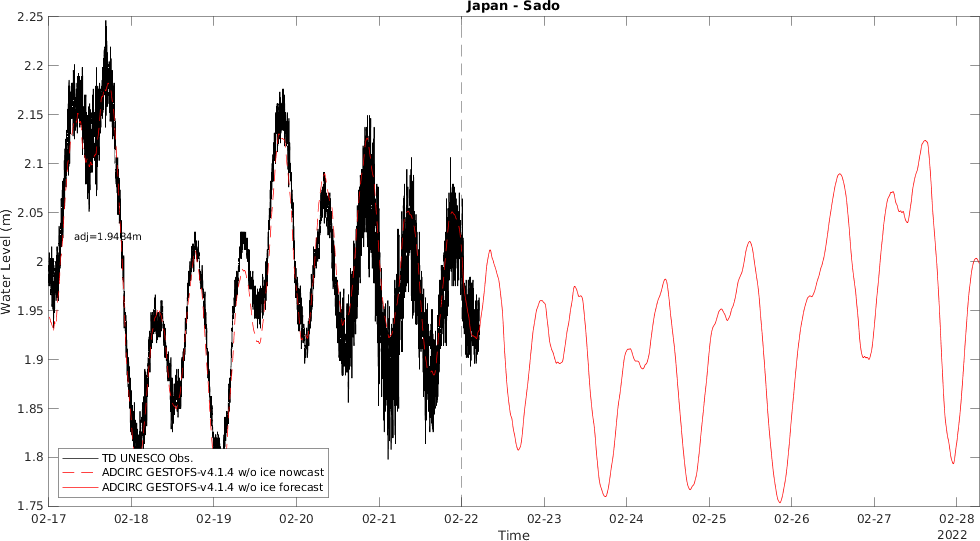 Japan - Sado
2.25
2.2
2.15
2.1
2.05
2
1.95
1.9
1.85
1.8
1.75
Water Level (m)
adj=1.9484m
TD UNESCO Obs.
ADCIRC GESTOFS-v4.1.4 w/o ice nowcast
ADCIRC GESTOFS-v4.1.4 w/o ice forecast
02-17 02-18 02-19 02-20 02-21 02-22 02-23 02-24 02-25 02-26 02-27 02-28
Time
2022